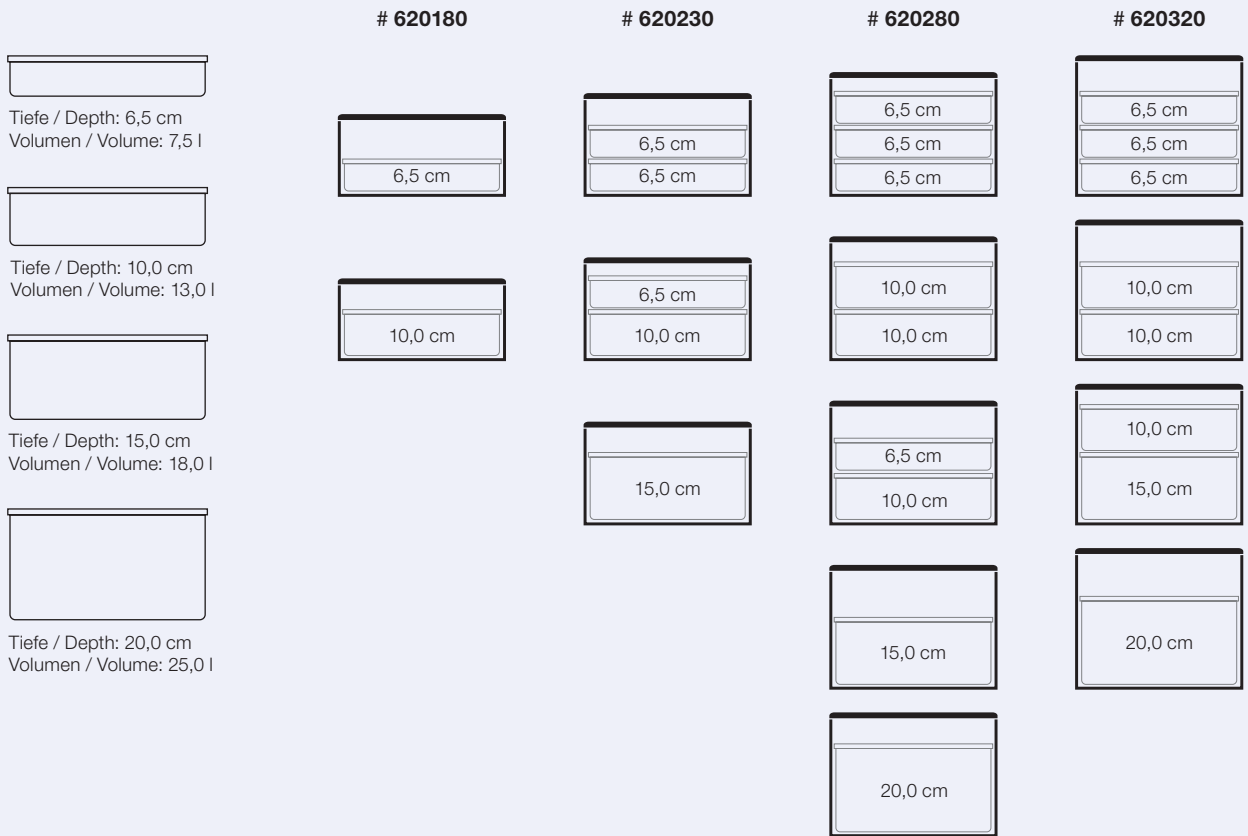 # 620180
# 620230
# 620280
# 620320
Tiefe / Depth: 6,5 cm
Volumen / Volume: 7,5 l
Tiefe / Depth: 10,0 cm
Volumen / Volume: 13,0 l
Tiefe / Depth: 15,0 cm
Volumen / Volume: 18,0 l
Tiefe / Depth: 20,0 cm
Volumen / Volume: 25,0 l
6,5 cm
10,0 cm
6,5 cm
6,5 cm
6,5 cm
10,0 cm
15,0 cm
6,5 cm
6,5 cm
6,5 cm
10,0 cm
10,0 cm
6,5 cm
10,0 cm
15,0 cm
20,0 cm
6,5 cm
6,5 cm
6,5 cm
10,0 cm
10,0 cm
10,0 cm
15,0 cm
20,0 cm